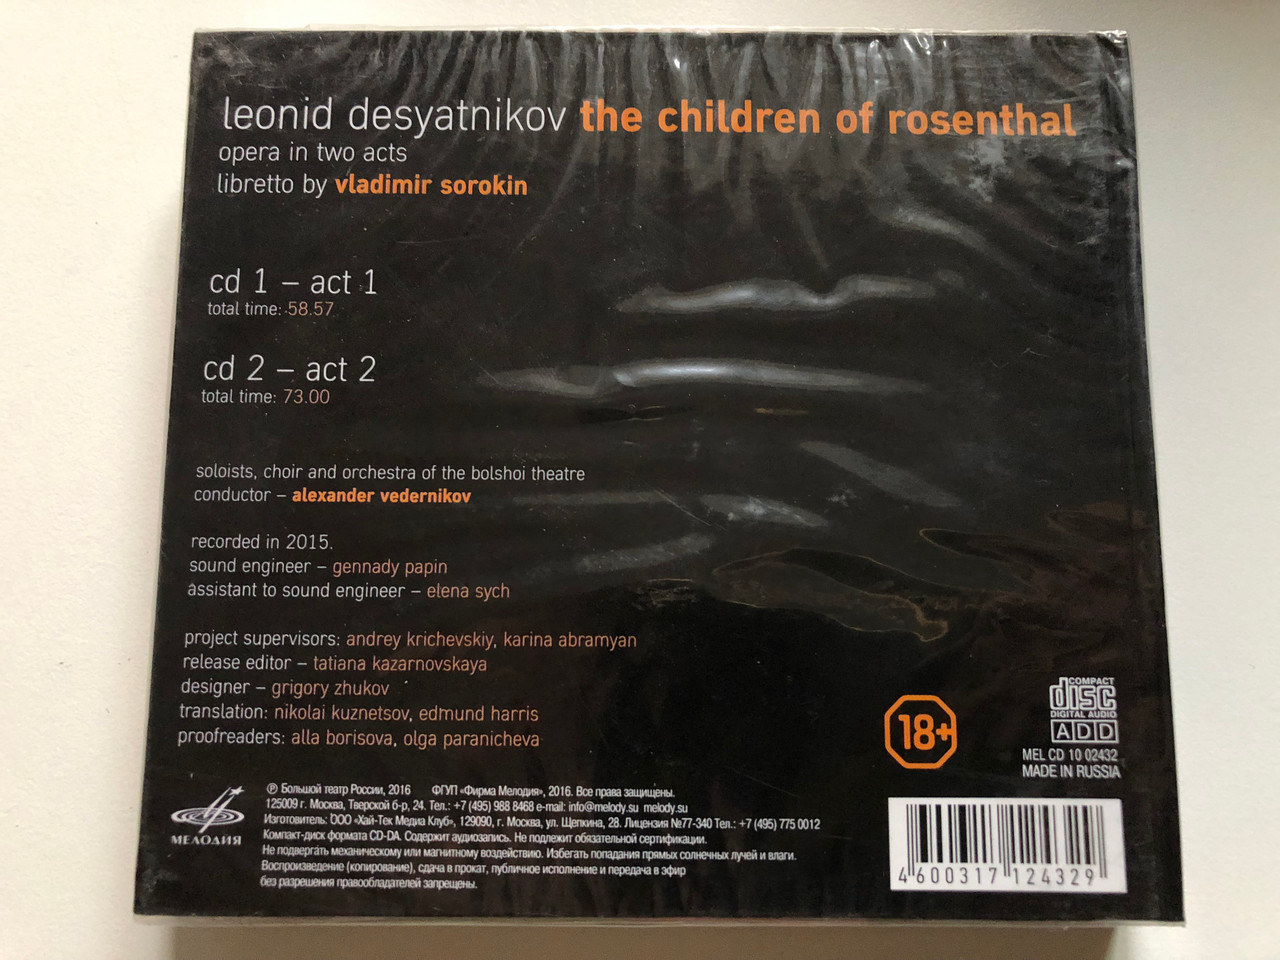 leonid desyatnikov the children of rosenthal
opera in two acts
libretto by vladimir sorokin
cd 1 – act 1
total time: 58.57
cd 2 – act 2
total time: 73.00
soloists, choir and orchestra of the bolshoi theatre
conductor – alexander vedernikov
recorded in 2015.
sound engineer – gennady papin
assistant to sound engineer – elena sych
project supervisors: andrey krichevskiy, karina abramyan
release editor – tatiana kazarnovskaya
designer – grigory zhukov
translation: nikolai kuznetsov, edmund harris
proofreaders: alla borisova, olga paranicheva
18+
COMPACT
disc
DIGITAL AUDIO
ADD
MEL CD 10 02432
MADE IN RUSSIA
МЕЛОДИЯ
℗ Большой театр России, 2016 ФГУП «Фирма Мелодия», 2016. Все права защищены.
125009 г. Москва, Тверской б-р, 24. Тел.: +7 (495) 988 8468 e-mail: info@melody.su melody.su
Изготовитель: ООО «Хай-Тек Медиа Клуб», 129090, г. Москва, ул. Щепкина, 28. Лицензия №77-340 Тел.: +7 (495) 775 0012
Компакт-диск формата CD-DA. Содержит аудиозапись. Не подлежит обязательной сертификации.
Не подвергать механическому или магнитному воздействию. Избегать попадания прямых солнечных лучей и влаги.
Воспроизведение (копирование), сдача в прокат, публичное исполнение и передача в эфир
без разрешения правообладателей запрещены.
4 600317 124329